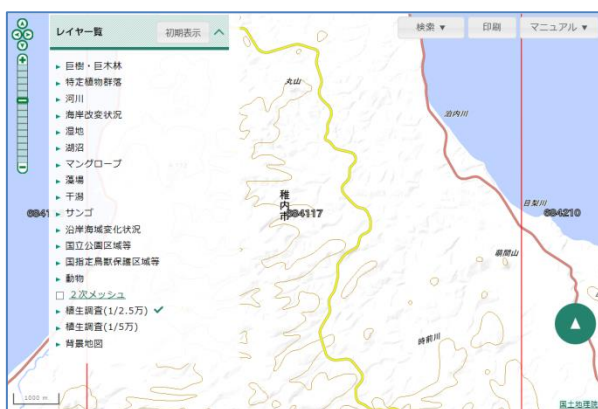 レイヤ一覧
初期表示
検索 ▼
印刷
マニュアル ▼
巨樹・巨木林
特定植物群落
河川
海岸改変状況
湿地
湖沼
マングローブ
藻場
干潟
サンゴ
沿岸海域変化状況
国立公園区域等
国指定鳥獣保護区域等
動物
2次メッシュ
植生調査(1/2.5万)
植生調査(1/5万)
背景地図
丸山
泊内川
稚内市
6841
684117
目梨川
684210
時前川
1000 m
国土地理院